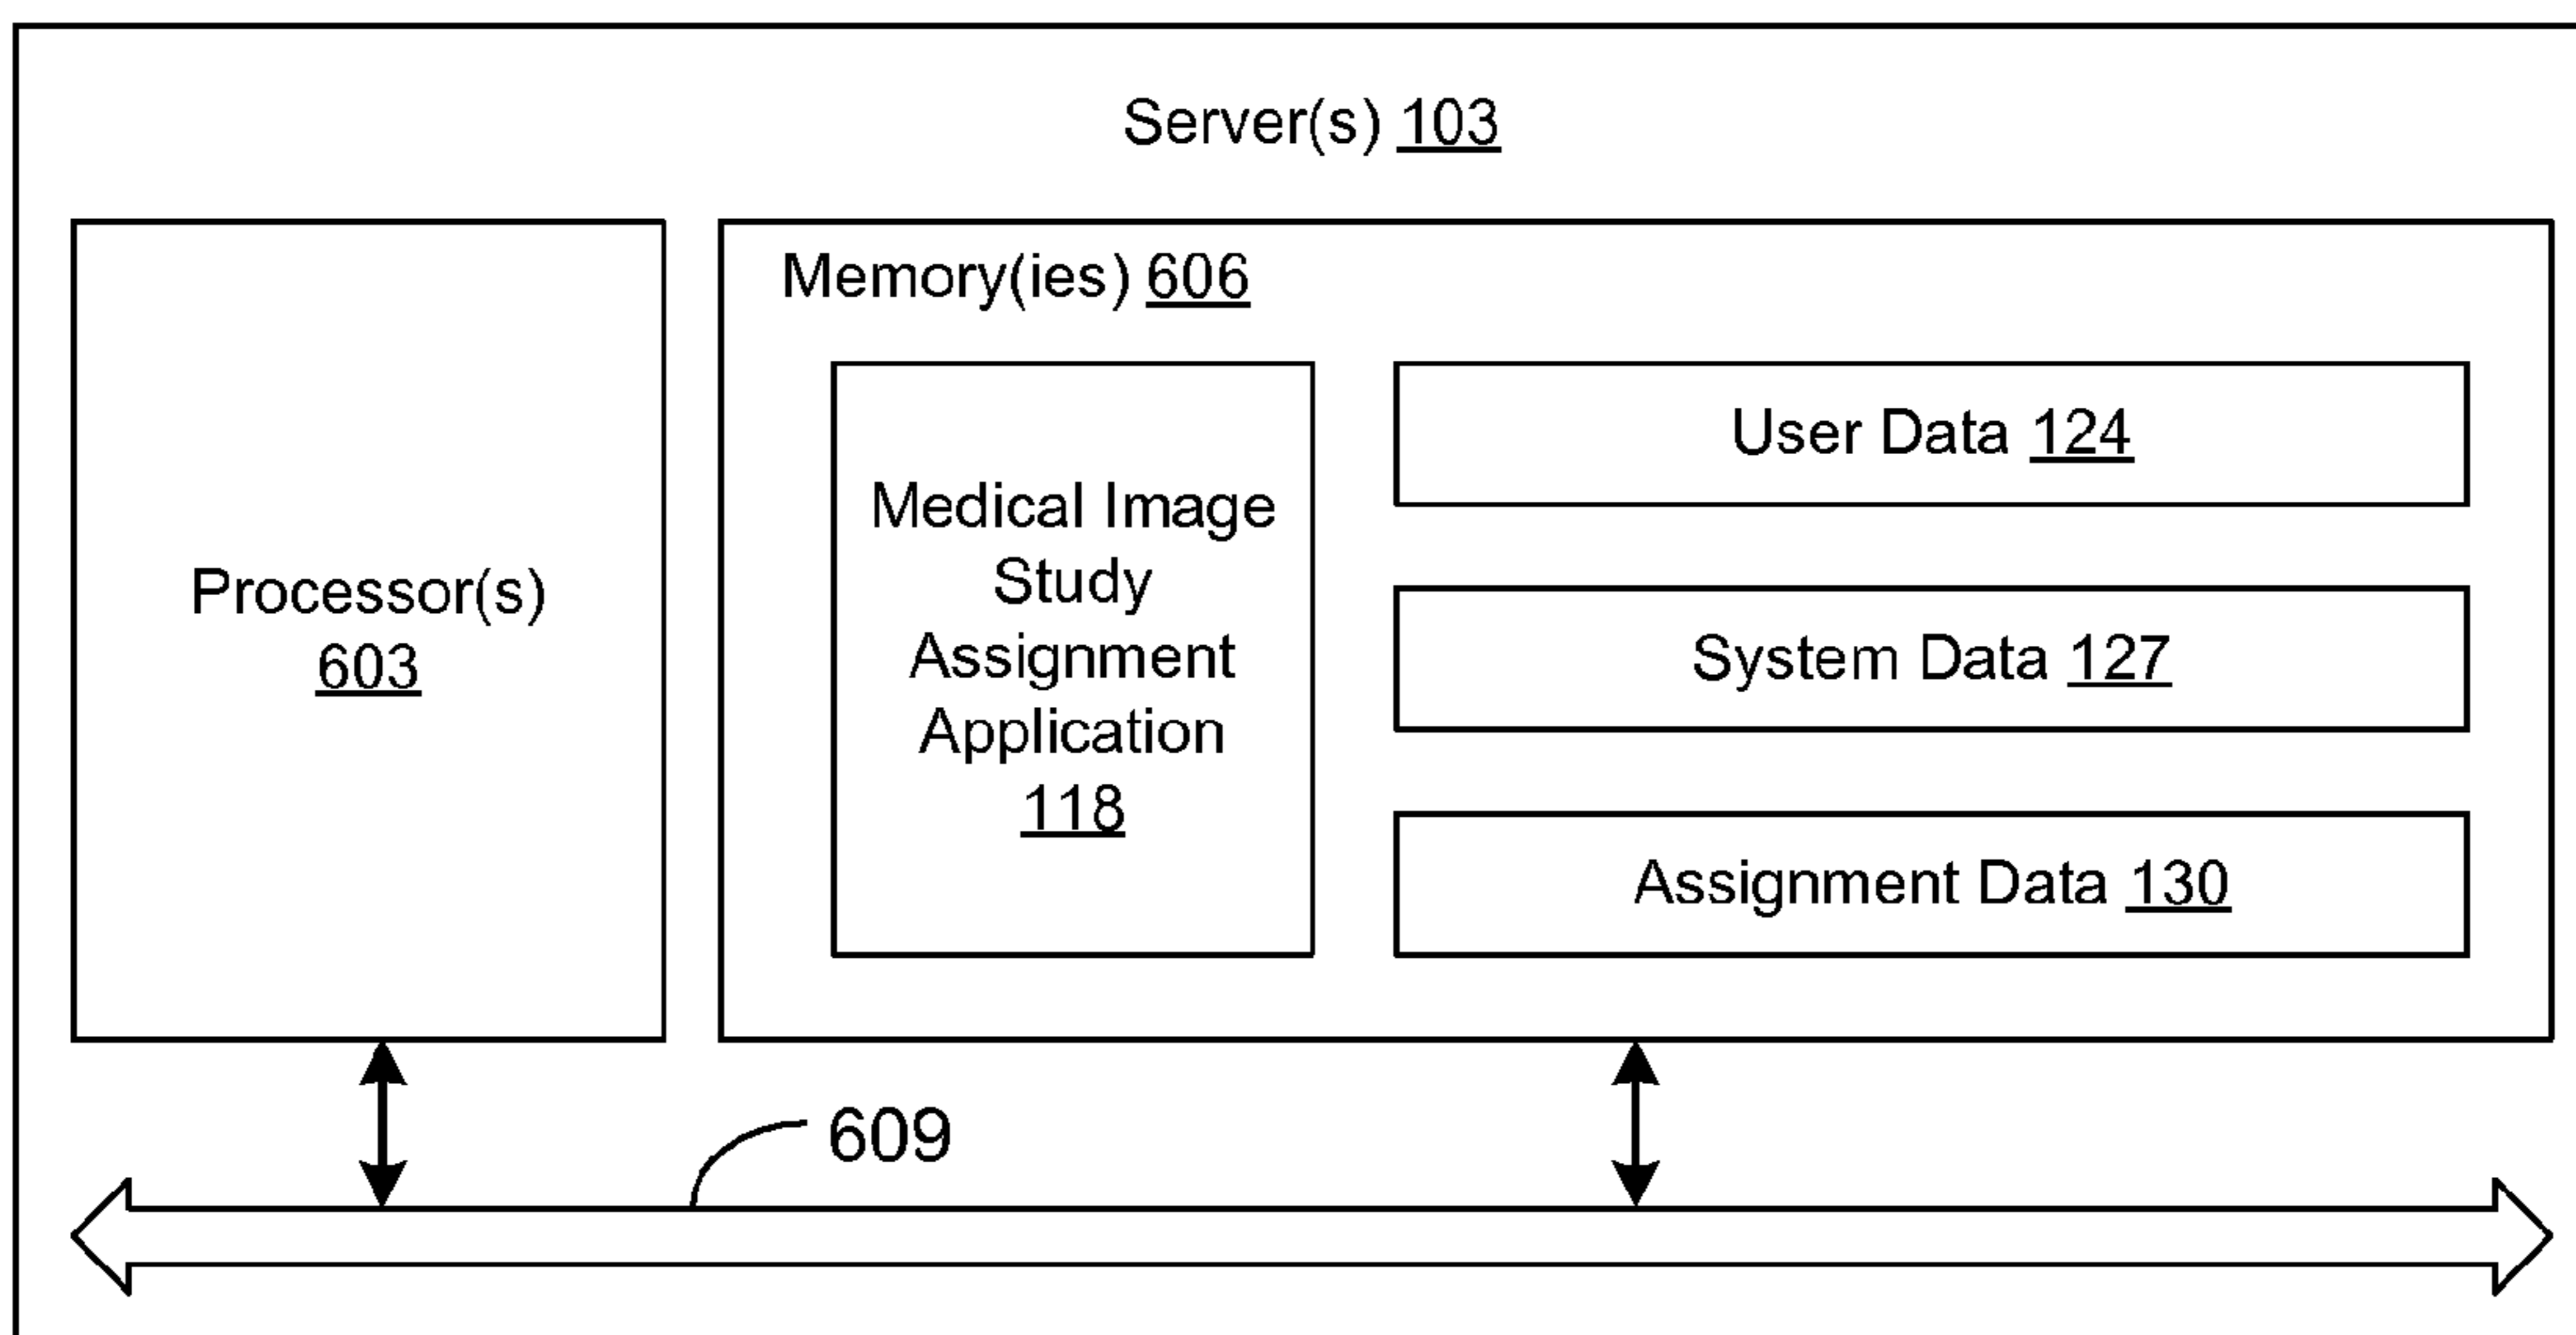 Server(s) 103
Processor(s)
603
Memory(ies) 606
Medical Image
Study
Assignment
Application
118
User Data 124
System Data 127
Assignment Data 130
609